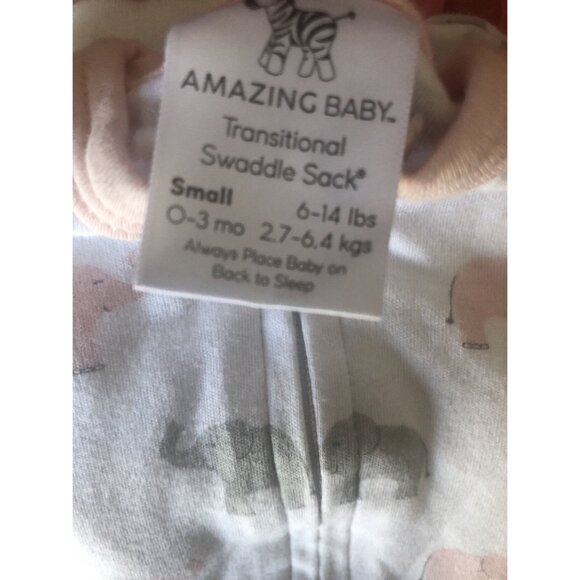 AMAZING BABY™
Transitional
Swaddle Sack®
Small 6-14 lbs
0-3 mo 2.7-6.4 kgs
Always Place Baby on
Back to Sleep